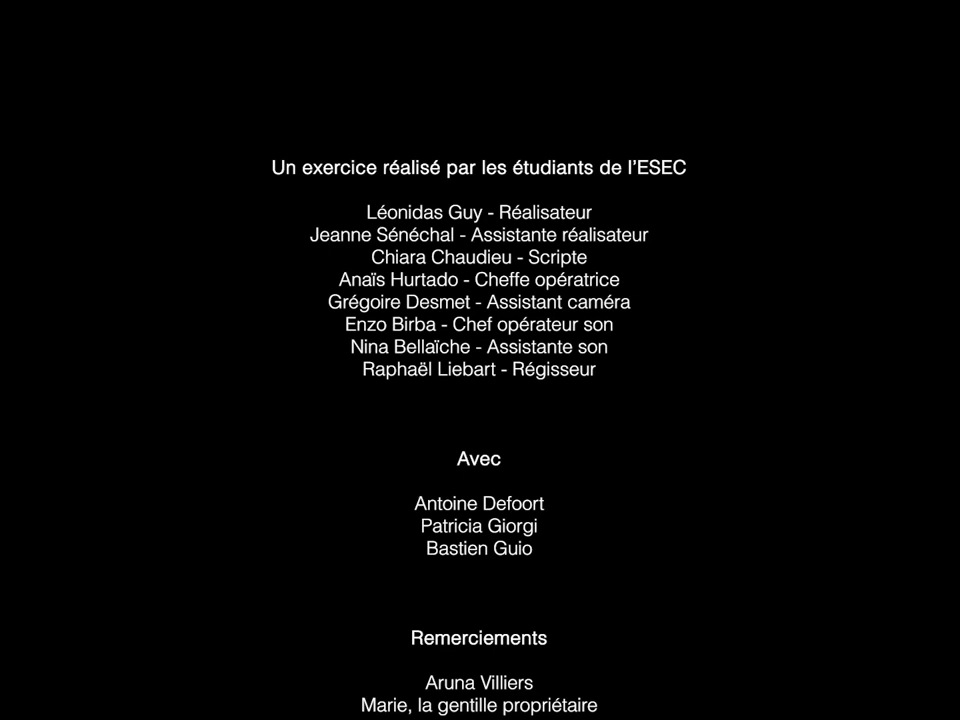 Un exercice réalisé par les étudiants de l’ESEC
Léonidas Guy - Réalisateur
Jeanne Sénéchal - Assistante réalisateur
Chiara Chaudieu - Scripte
Anaïs Hurtado - Cheffe opératrice
Grégoire Desmet - Assistant caméra
Enzo Birba - Chef opérateur son
Nina Bellaïche - Assistante son
Raphaël Liebart - Régisseur
Avec
Antoine Defoort
Patricia Giorgi
Bastien Guio
Remerciements
Aruna Villiers
Marie, la gentille propriétaire